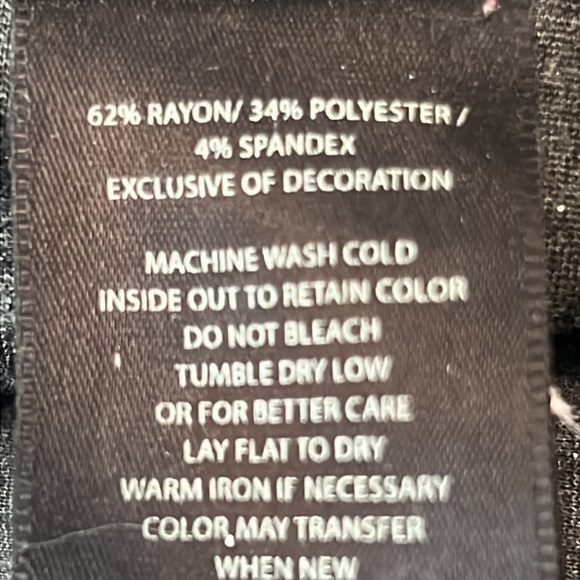 62% RAYON/ 34% POLYESTER /
4% SPANDEX
EXCLUSIVE OF DECORATION
MACHINE WASH COLD
INSIDE OUT TO RETAIN COLOR
DO NOT BLEACH
TUMBLE DRY LOW
OR FOR BETTER CARE
LAY FLAT TO DRY
WARM IRON IF NECESSARY
COLOR MAY TRANSFER
WHEN NEW